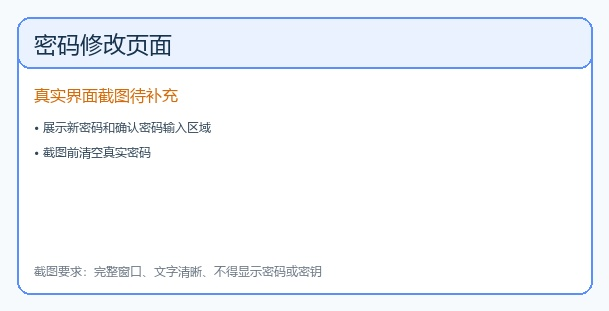 密码修改页面
真实界面截图待补充
• 展示新密码和确认密码输入区域
• 截图前清空真实密码
截图要求：完整窗口、文字清晰、不得显示密码或密钥